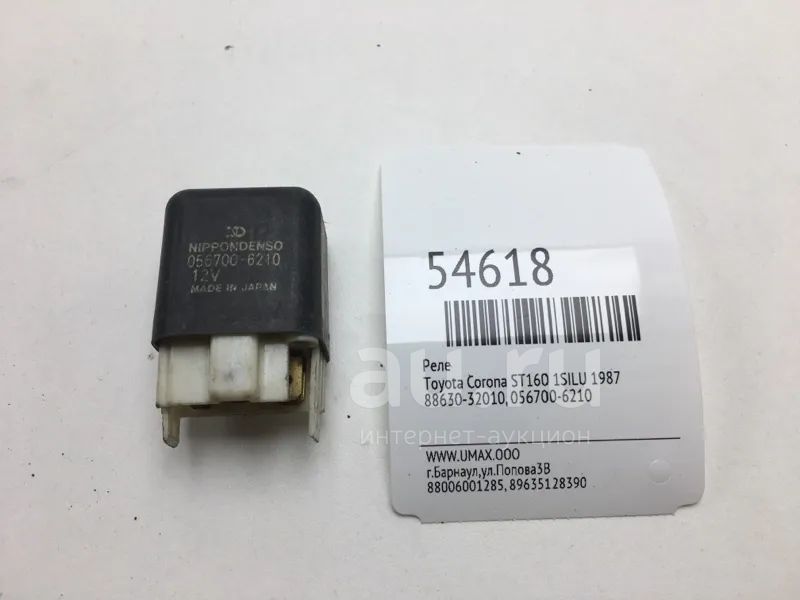 ND
NIPPONDENSO
056700-6210
12V
MADE IN JAPAN
54618
Реле
Toyota Corona ST160 1SILU 1987
88630-32010, 056700-6210
WWW.UMAX.OOO
г.Барнаул,ул.Попова3В
88006001285, 89635128390
au.ru
интернет-аукцион